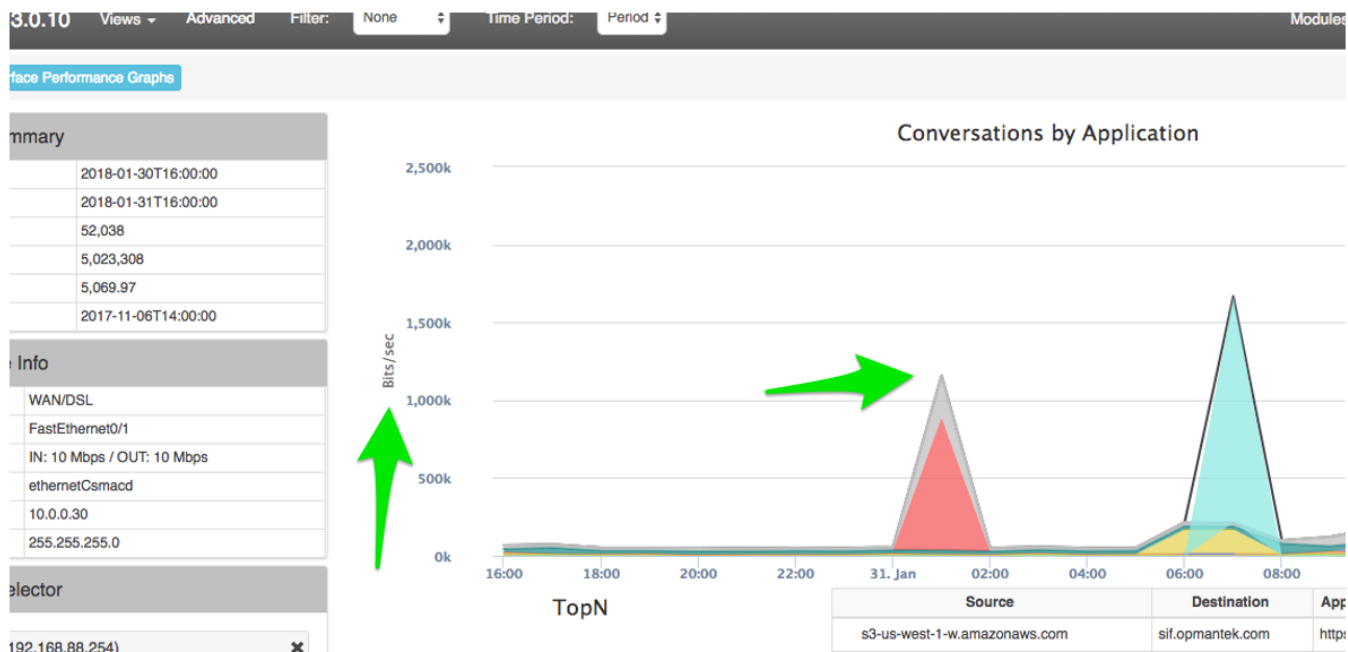 3.0.10 Views Advanced Filter: None Time Period: Period Modules
rface Performance Graphs
mmary
2018-01-30T16:00:00
2018-01-31T16:00:00
52,038
5,023,308
5,069.97
2017-11-06T14:00:00
Info
WAN/DSL
FastEthernet0/1
IN: 10 Mbps / OUT: 10 Mbps
ethernetCsmacd
10.0.0.30
255.255.255.0
elector
192.168.88.254)
Conversations by Application
2,500k
2,000k
1,500k
1,000k
500k
0k
Bits/sec
16:00 18:00 20:00 22:00 31. Jan 02:00 04:00 06:00 08:00
TopN
Source Destination App
s3-us-west-1-w.amazonaws.com sif.opmantek.com https